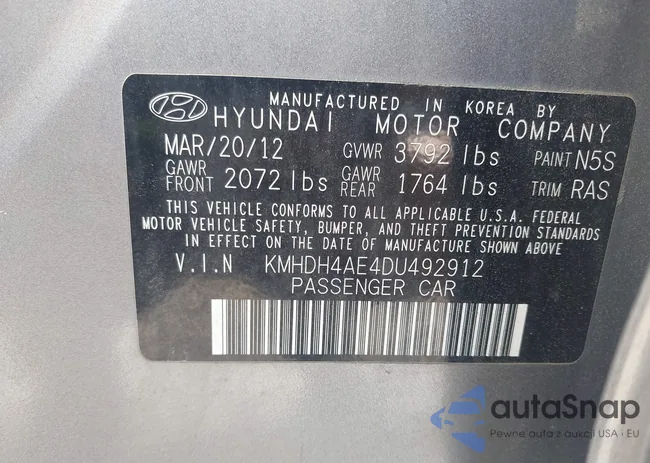 MANUFACTURED IN KOREA BY
HYUNDAI MOTOR COMPANY
MAR/20/12 GVWR 3792 lbs PAINT N5S
GAWR FRONT 2072 lbs GAWR REAR 1764 lbs TRIM RAS
THIS VEHICLE CONFORMS TO ALL APPLICABLE U.S.A. FEDERAL
MOTOR VEHICLE SAFETY, BUMPER, AND THEFT PREVENTION STANDARDS
IN EFFECT ON THE DATE OF MANUFACTURE SHOWN ABOVE
V.I.N KMHDH4AE4DU492912
PASSENGER CAR
autaSnap
Pewne auta z aukcji USA i EU